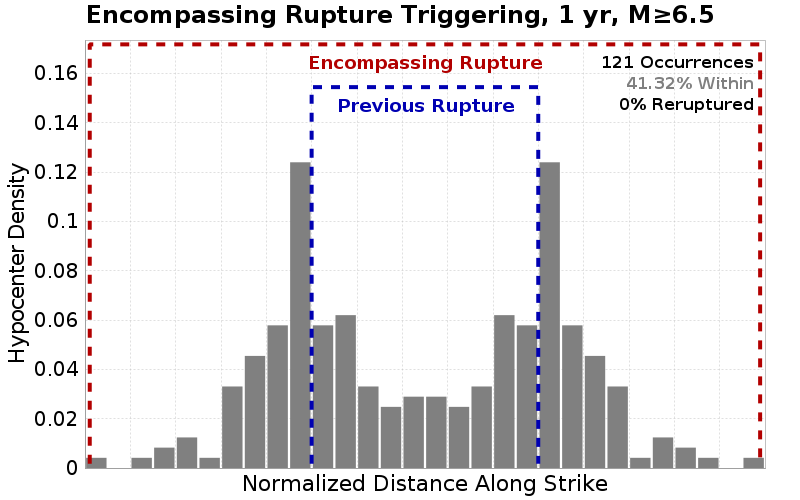 Encompassing Rupture Triggering, 1 yr, M≥6.5
Encompassing Rupture
121 Occurrences
41.32% Within
0% Reruptured
Previous Rupture
Hypocenter Density
0.16
0.14
0.12
0.1
0.08
0.06
0.04
0.02
0
Normalized Distance Along Strike